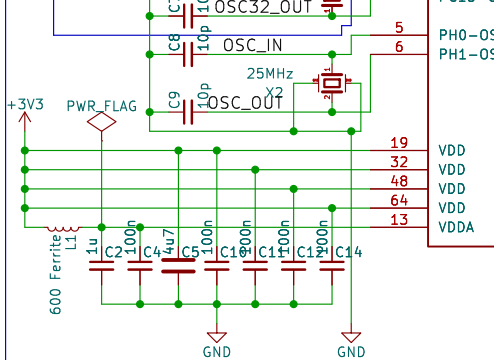 OSC32_OUT
C8
10p
OSC_IN
5
PH0-OS
6
PH1-OS
25MHz
X2
C9
10p
OSC_OUT
+3V3
PWR_FLAG
19
VDD
32
VDD
48
VDD
64
VDD
13
VDDA
600 Ferrite
L1
1u
C2
100n
C4
4u7
C5
100n
C10
100n
C11
100n
C12
100n
C14
GND
GND